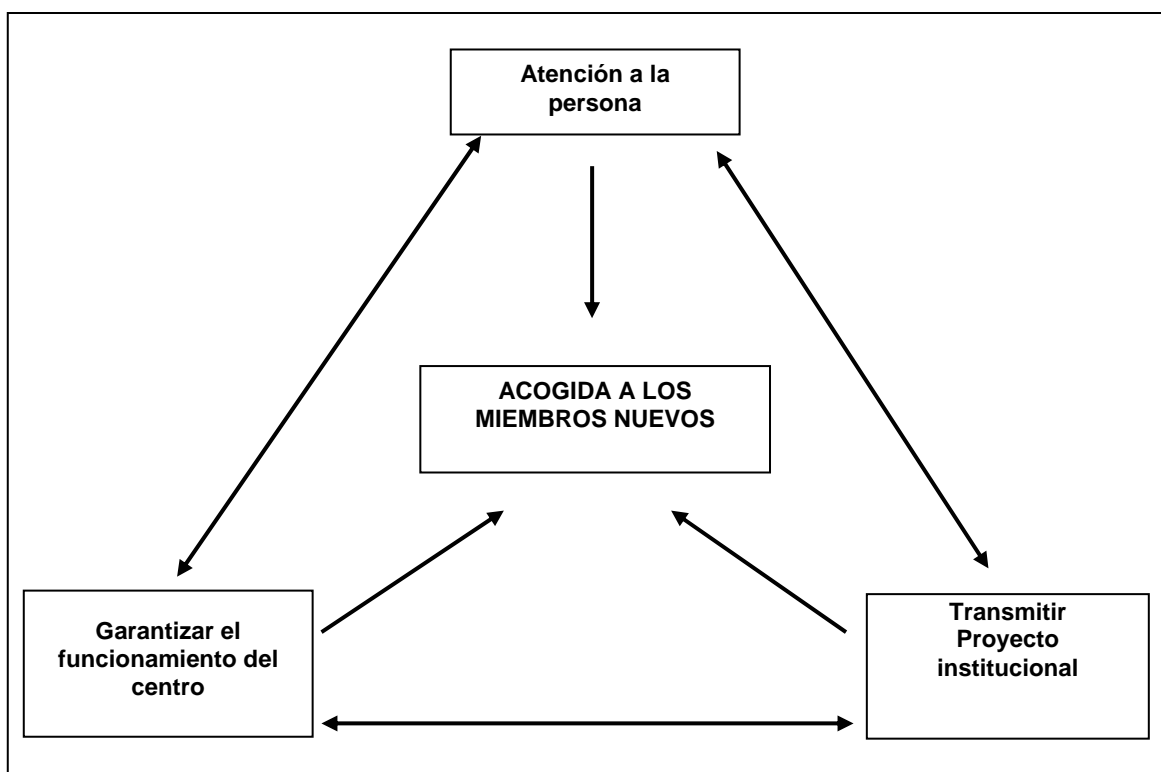 Atención a la
persona
ACOGIDA A LOS
MIEMBROS NUEVOS
Garantizar el
funcionamiento del
centro
Transmitir
Proyecto
institucional